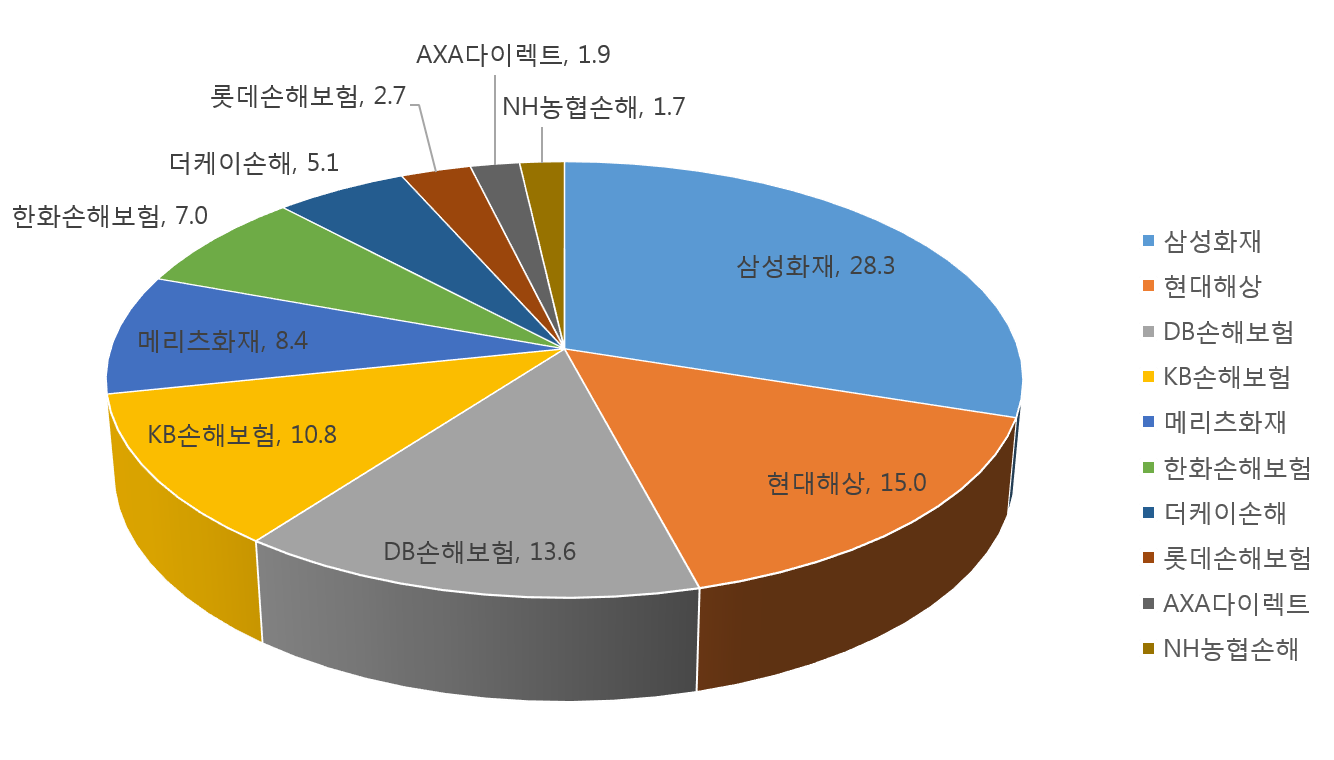 AXA다이렉트, 1.9
롯데손해보험, 2.7
NH농협손해, 1.7
더케이손해, 5.1
한화손해보험, 7.0
삼성화재, 28.3
메리츠화재, 8.4
KB손해보험, 10.8
현대해상, 15.0
DB손해보험, 13.6
삼성화재
현대해상
DB손해보험
KB손해보험
메리츠화재
한화손해보험
더케이손해
롯데손해보험
AXA다이렉트
NH농협손해